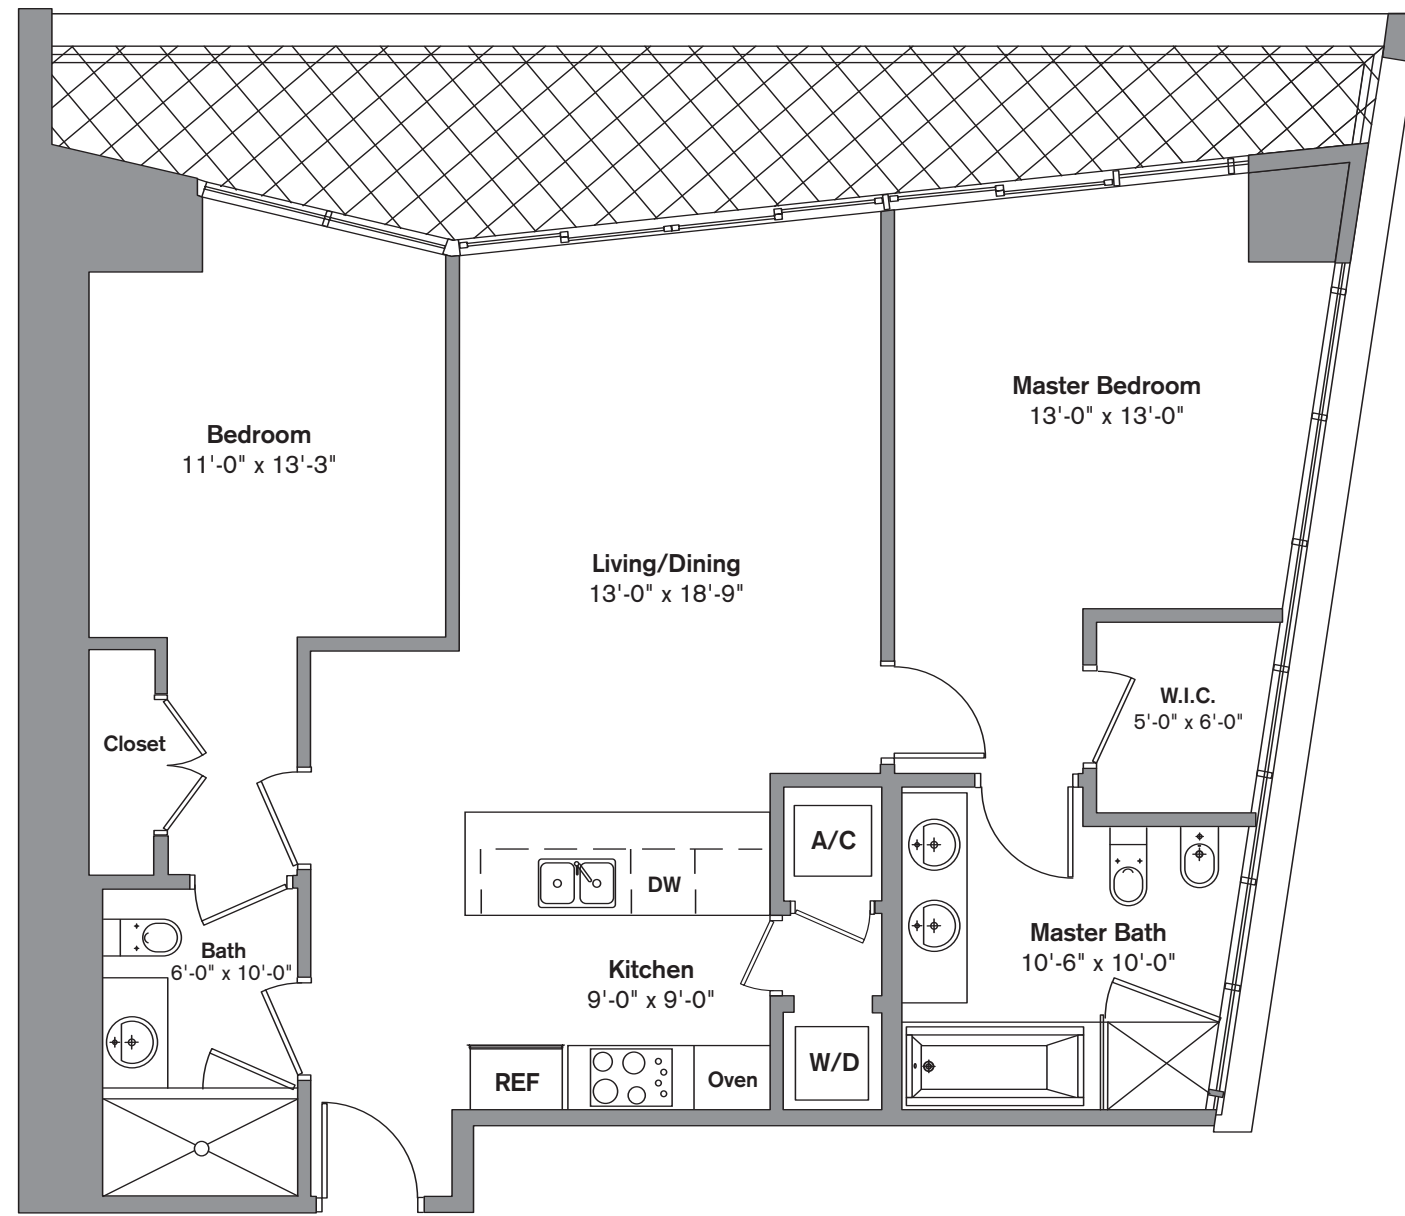 Master Bedroom
13'-0" x 13'-0"
Bedroom
11'-0" x 13'-3"
Living/Dining
13'-0" x 18'-9"
W.I.C.
5'-0" x 6'-0"
Closet
A/C
DW
Master Bath
10'-6" x 10'-0"
Bath
6'-0" x 10'-0"
Kitchen
9'-0" x 9'-0"
W/D
REF
Oven